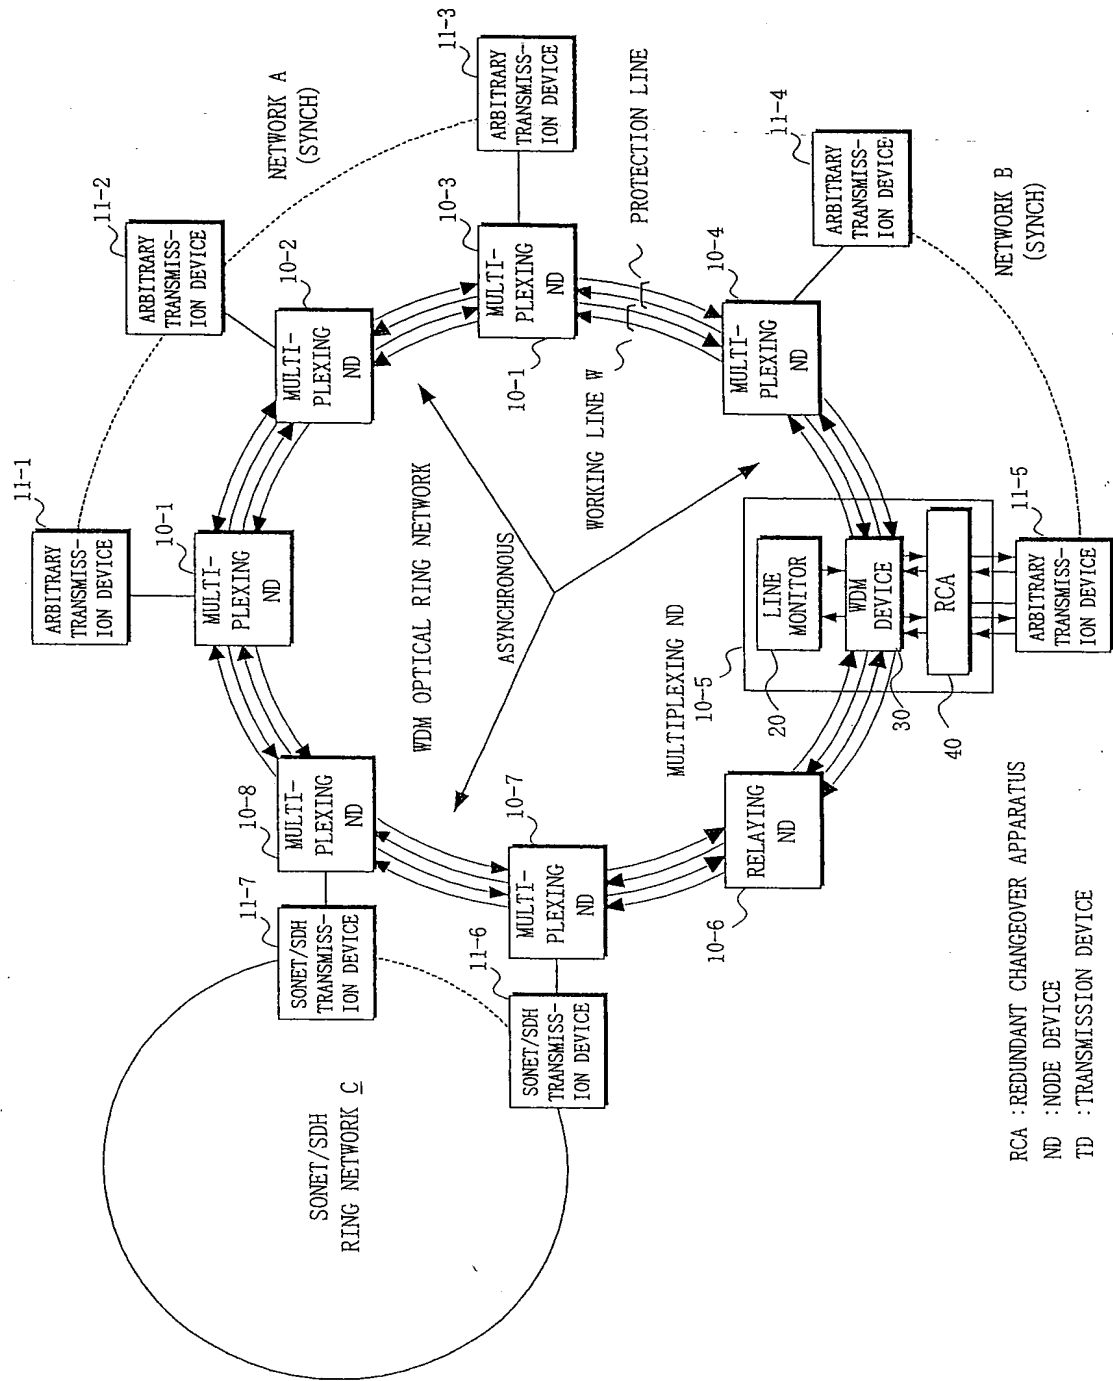 SONET/SDH
RING NETWORK C
11-7
SONET/SDH
TRANSMISS-
ION DEVICE
11-6
SONET/SDH
TRANSMISS-
ION DEVICE
10-8
MULTI-
PLEXING
ND
10-7
MULTI-
PLEXING
ND
11-1
ARBITRARY
TRANSMISS-
ION DEVICE
10-1
MULTI-
PLEXING
ND
11-2
ARBITRARY
TRANSMISS-
ION DEVICE
10-2
MULTI-
PLEXING
ND
NETWORK A
(SYNCH)
11-3
ARBITRARY
TRANSMISS-
ION DEVICE
10-3
MULTI-
PLEXING
ND
10-1
WDM OPTICAL RING NETWORK
ASYNCHRONOUS
WORKING LINE W
PROTECTION LINE
10-4
MULTI-
PLEXING
ND
11-4
ARBITRARY
TRANSMISS-
ION DEVICE
NETWORK B
(SYNCH)
10-6
RELAYING
ND
MULTIPLEXING ND
10-5
20
LINE
MONITOR
30
WDM
DEVICE
40
RCA
11-5
ARBITRARY
TRANSMISS-
ION DEVICE
RCA :REDUNDANT CHANGEOVER APPARATUS
ND :NODE DEVICE
TD :TRANSMISSION DEVICE